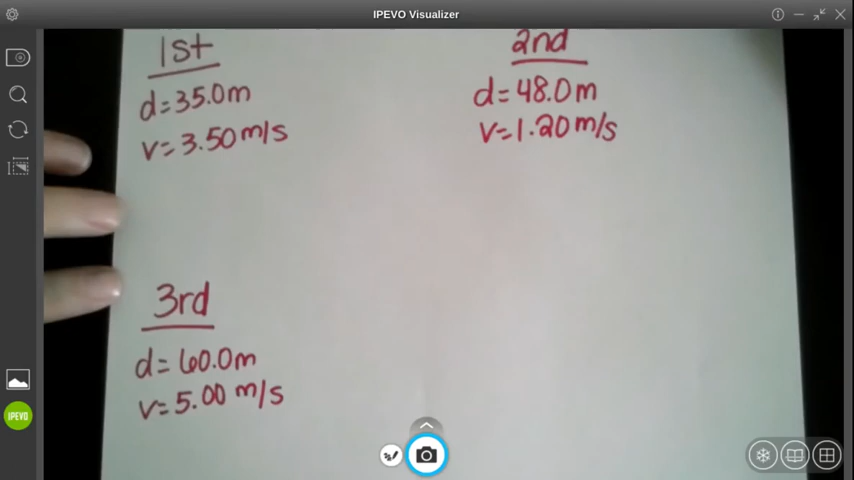 IPEVO Visualizer
1st
d=35.0m
v=3.50 m/s
2nd
d=48.0m
v=1.20 m/s
3rd
d=60.0m
v=5.00 m/s
IPEVO